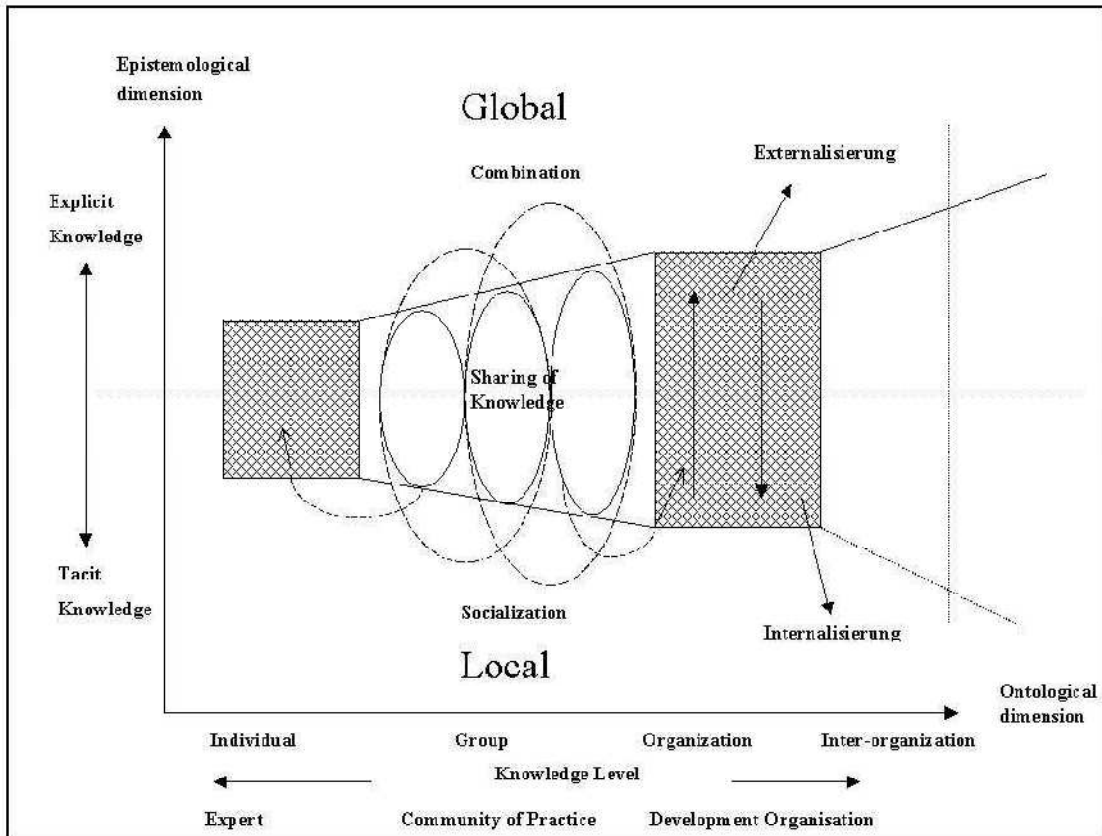 Epistemological
dimension
Global
Externalisierung
Combination
Explicit
Knowledge
Sharing of
Knowledge
Tacit
Knowledge
Socialization
Internalisierung
Local
Ontological
dimension
Individual
Group
Organization
Inter-organization
Knowledge Level
Expert
Community of Practice
Development Organisation